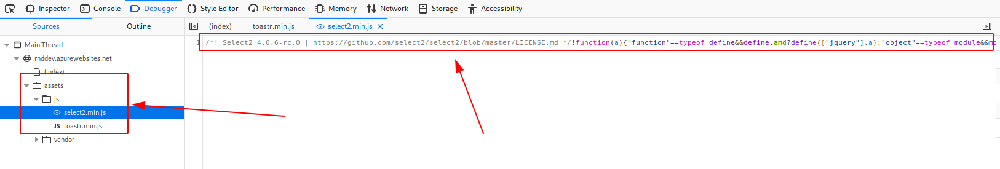 Inspector Console Debugger Style Editor Performance Memory Network Storage Accessibility
Sources Outline (index) toastr.min.js select2.min.js
1 /*! Select2 4.0.6-rc.0 | https://github.com/select2/select2/blob/master/LICENSE.md */!function(a){"function"==typeof define&&define.amd?define(["jquery"],a):"object"==typeof module&&mo
Main Thread
rnddev.azurewebsites.net
(index)
assets
js
select2.min.js
JS toastr.min.js
vendor